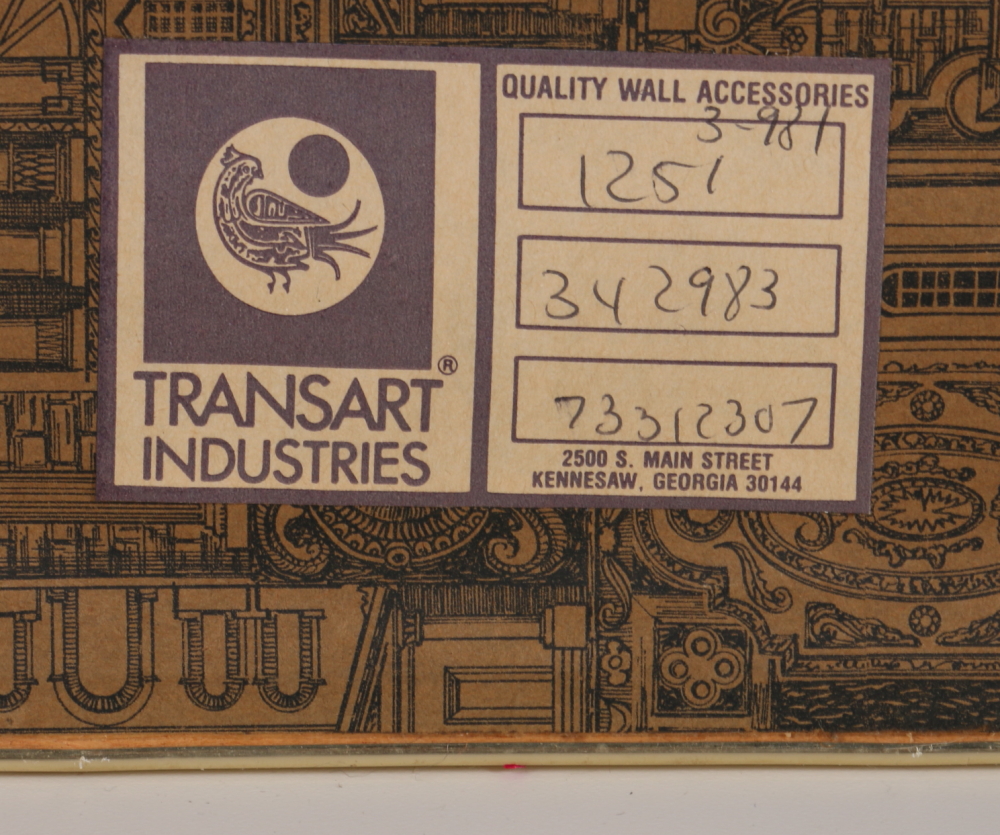 TRANSART®
INDUSTRIES
QUALITY WALL ACCESSORIES
3-981
1251
342983
73312307
2500 S. MAIN STREET
KENNESAW, GEORGIA 30144